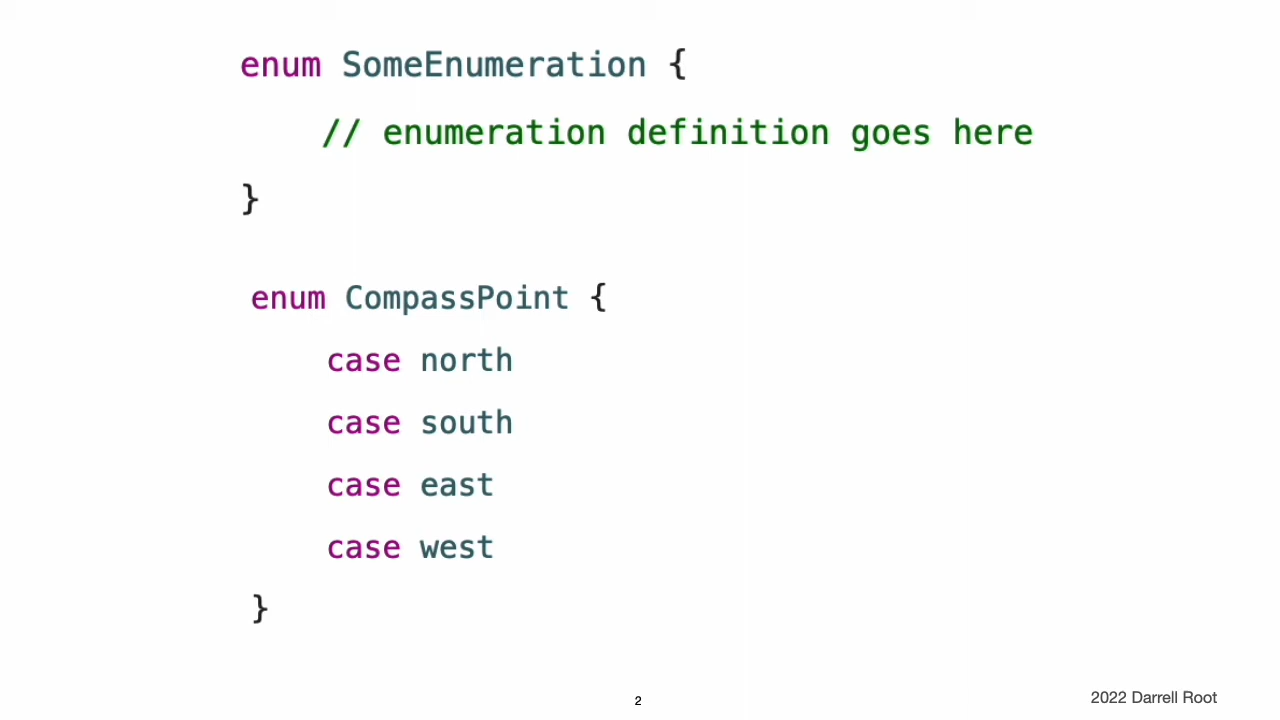 enum SomeEnumeration {
// enumeration definition goes here
}
enum CompassPoint {
case north
case south
case east
case west
}
2
2022 Darrell Root